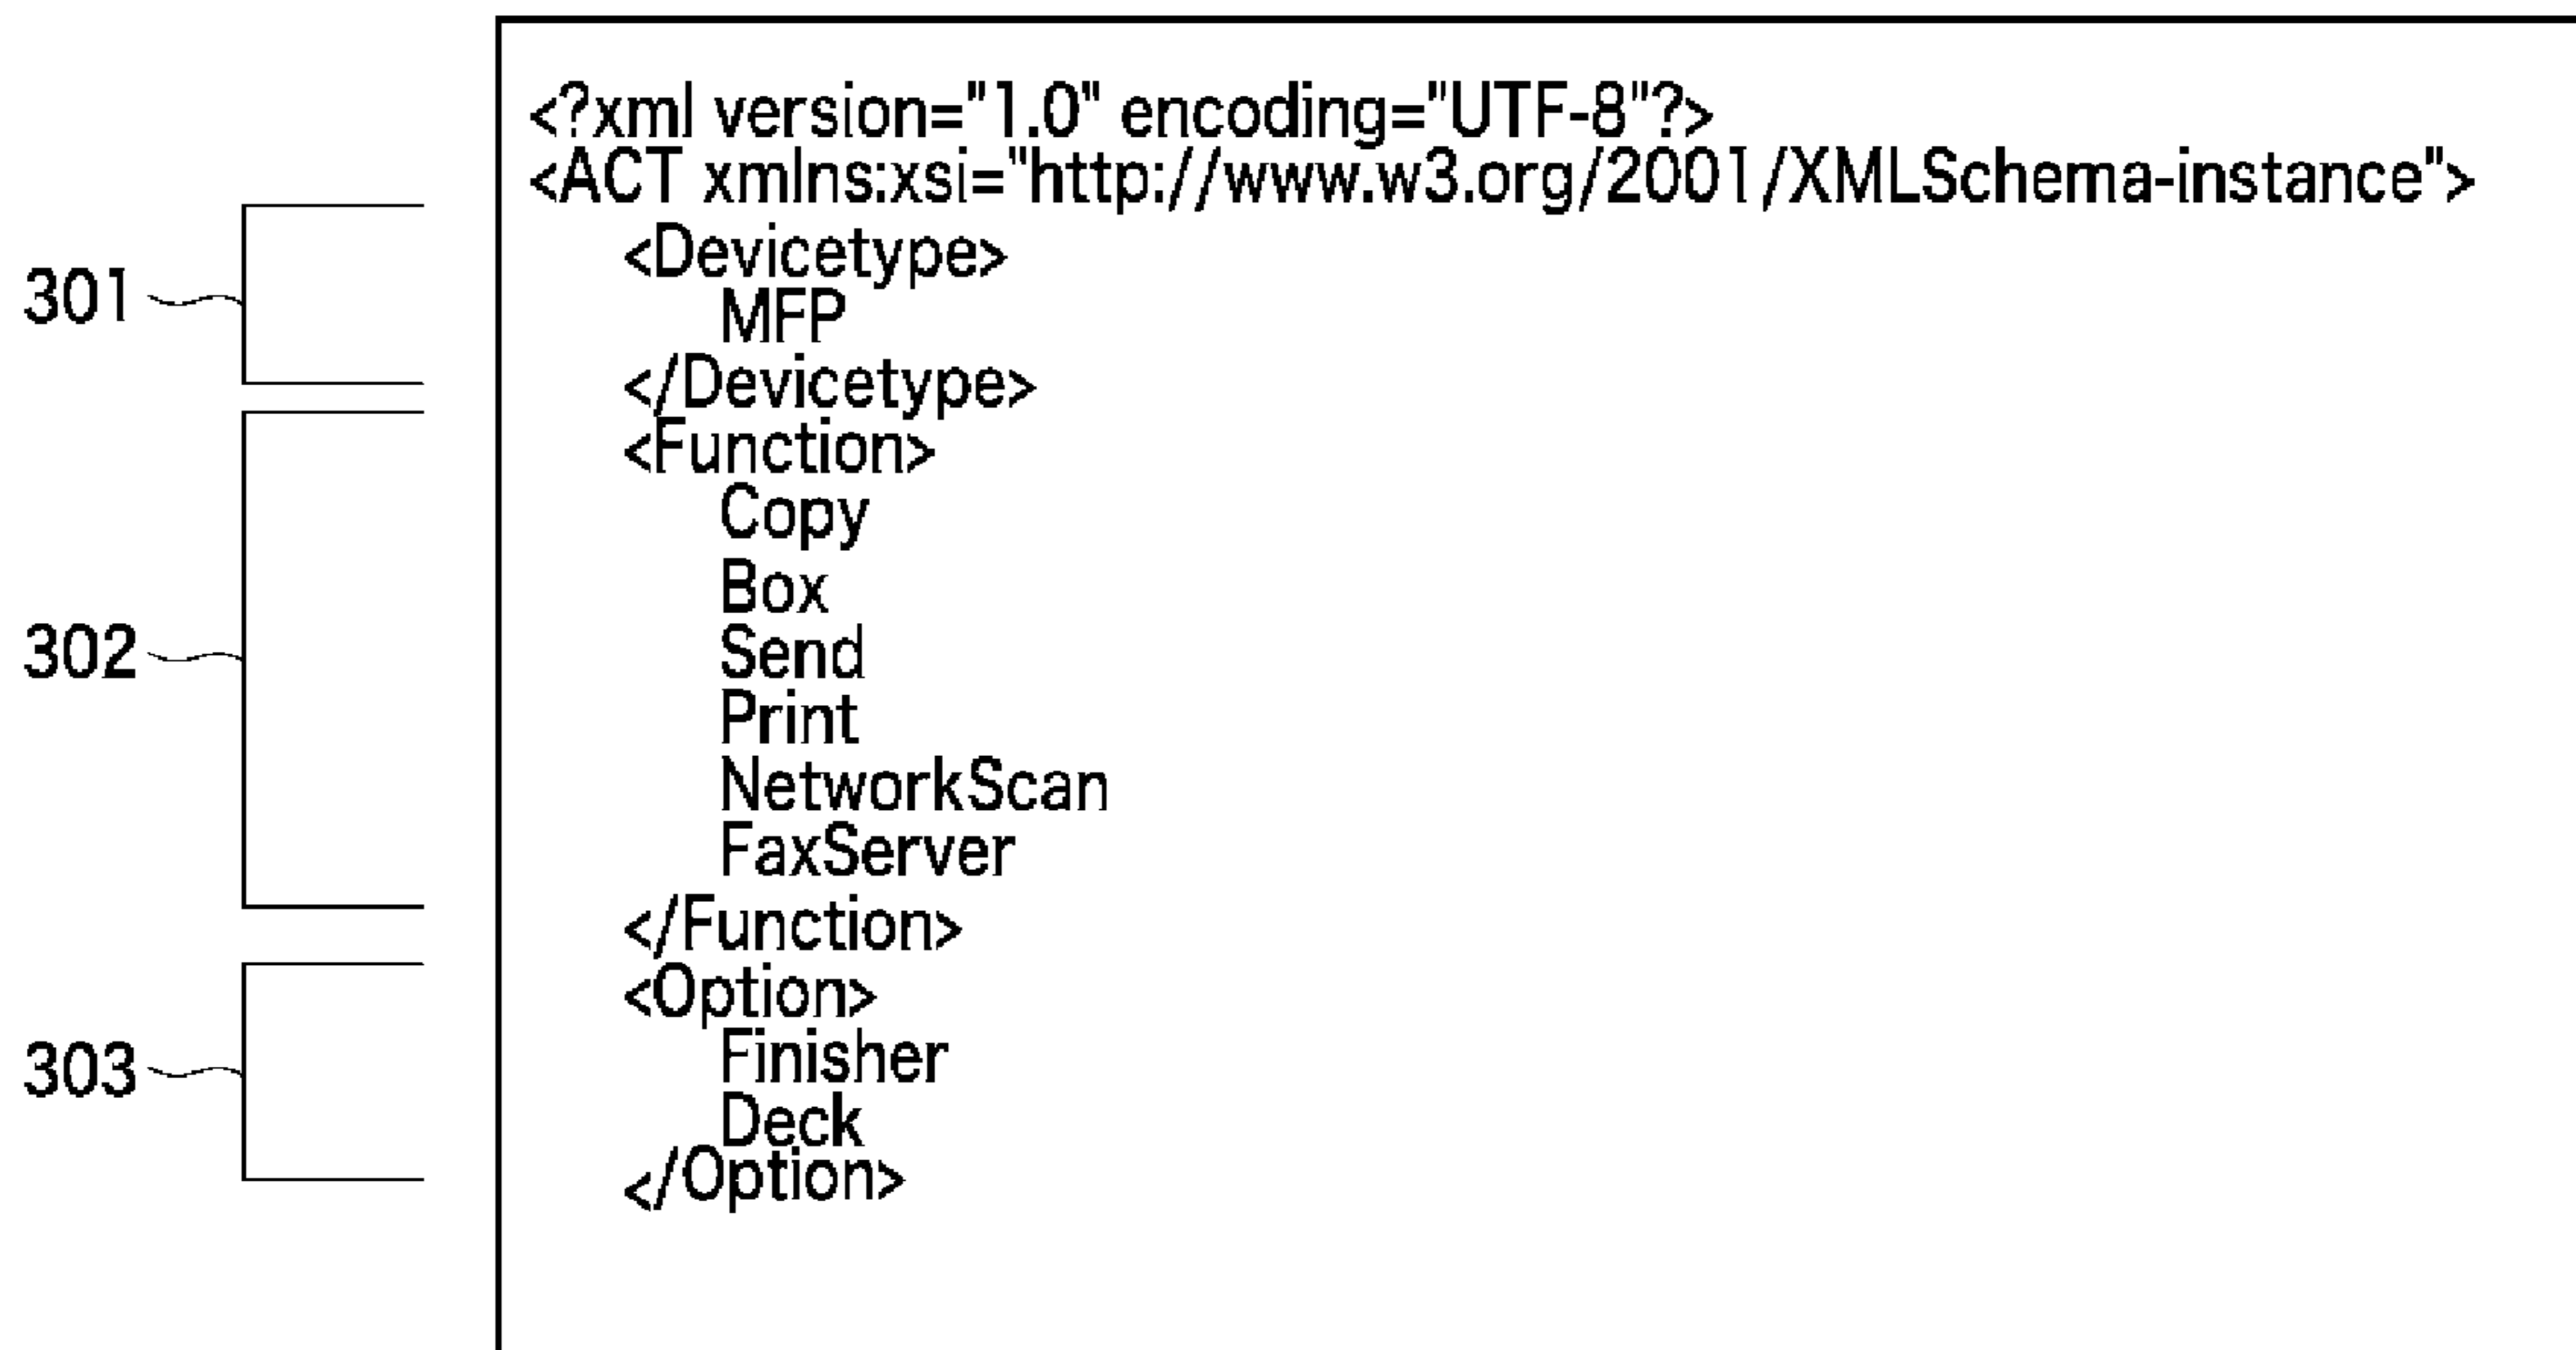 <?xml version="1.0" encoding="UTF-8"?>
<ACT xmlns:xsi="http://www.w3.org/2001/XMLSchema-instance">
<Devicetype>
301
MFP
</Devicetype>
<Function>
Copy
Box
302
Send
Print
NetworkScan
FaxServer
</Function>
<Option>
Finisher
303
Deck
</Option>